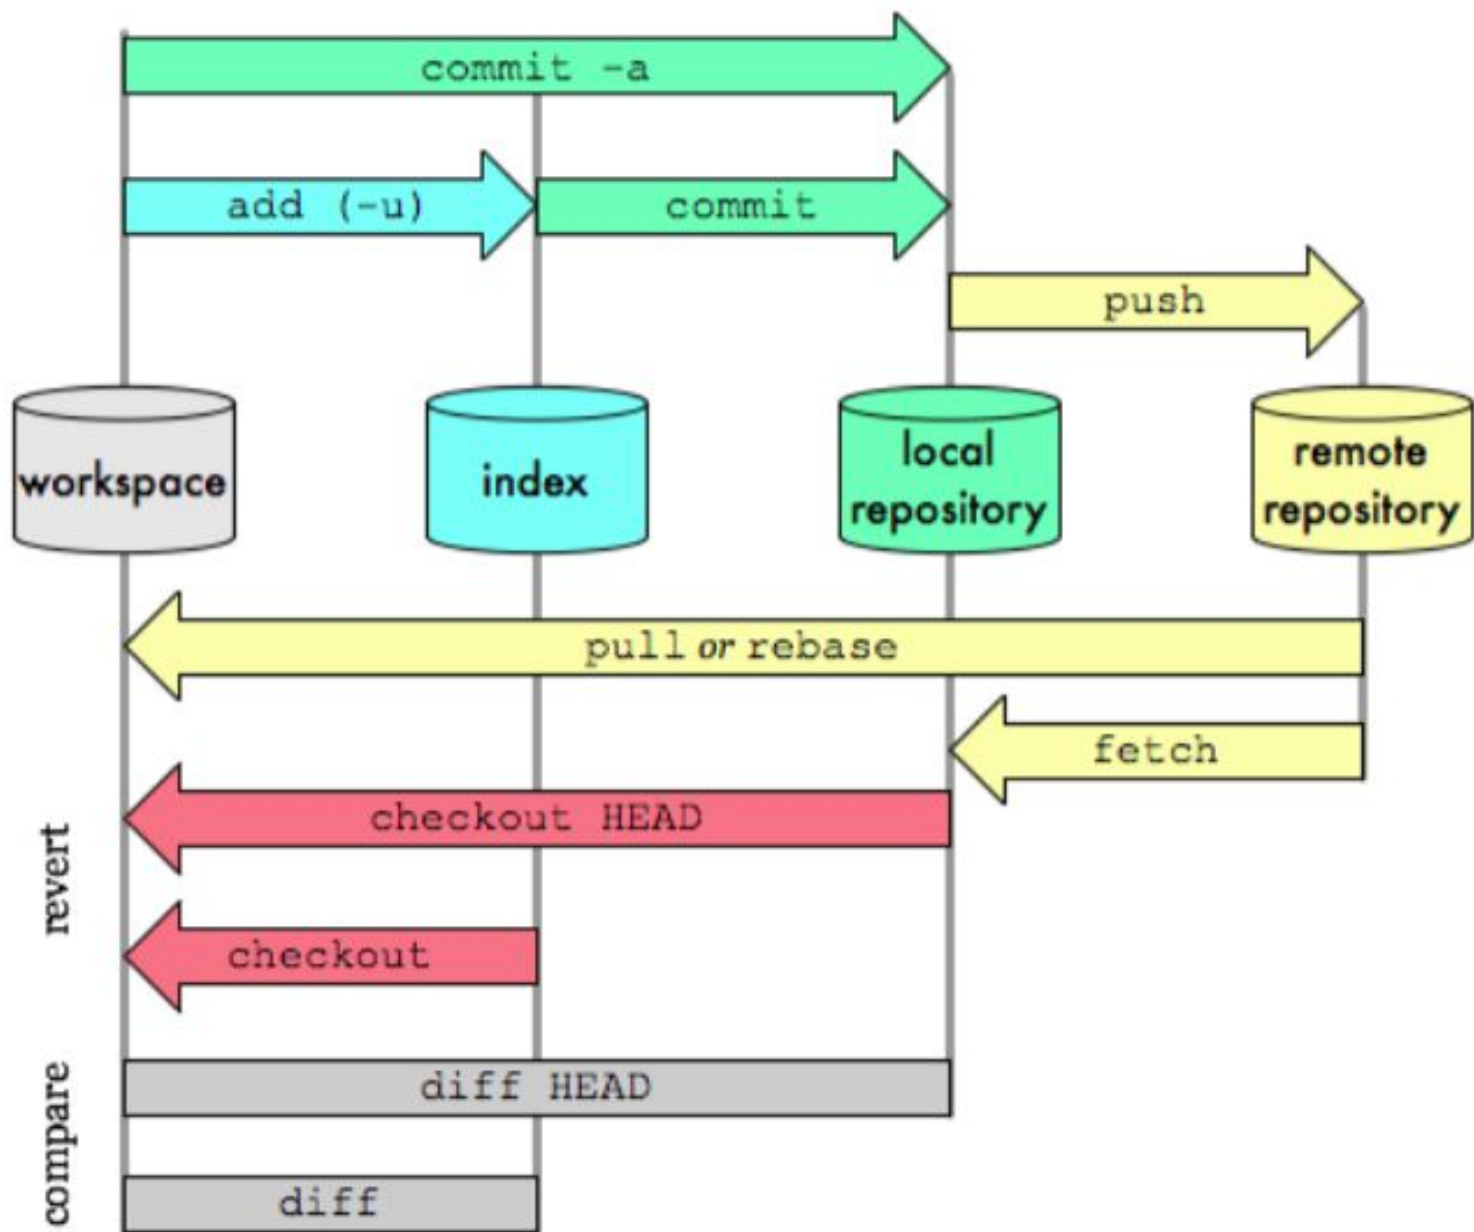 commit -a
add (-u)
commit
push
workspace
index
local
repository
remote
repository
pull or rebase
fetch
revert
checkout HEAD
checkout
compare
diff HEAD
diff